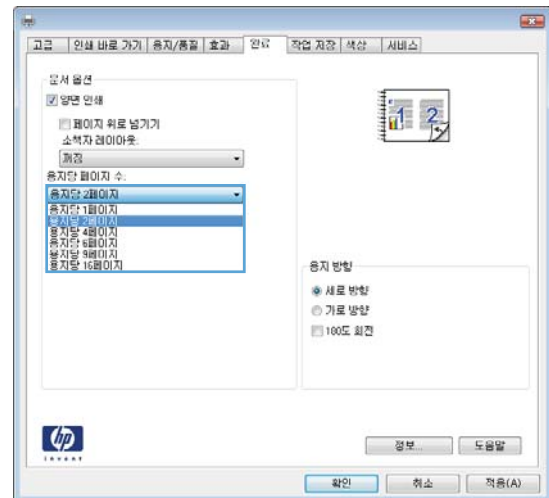 고급 인쇄 바로 가기 용지/품질 효과 완료 작업 저장 색상 서비스
문서 옵션
양면 인쇄
페이지 위로 넘기기
소책자 레이아웃:
꺼짐
용지당 페이지 수:
용지당 2페이지
용지당 1페이지
용지당 2페이지
용지당 4페이지
용지당 6페이지
용지당 9페이지
용지당 16페이지
1 2
용지 방향
세로 방향
가로 방향
180도 회전
hp
invent
정보... 도움말
확인 취소 적용(A)